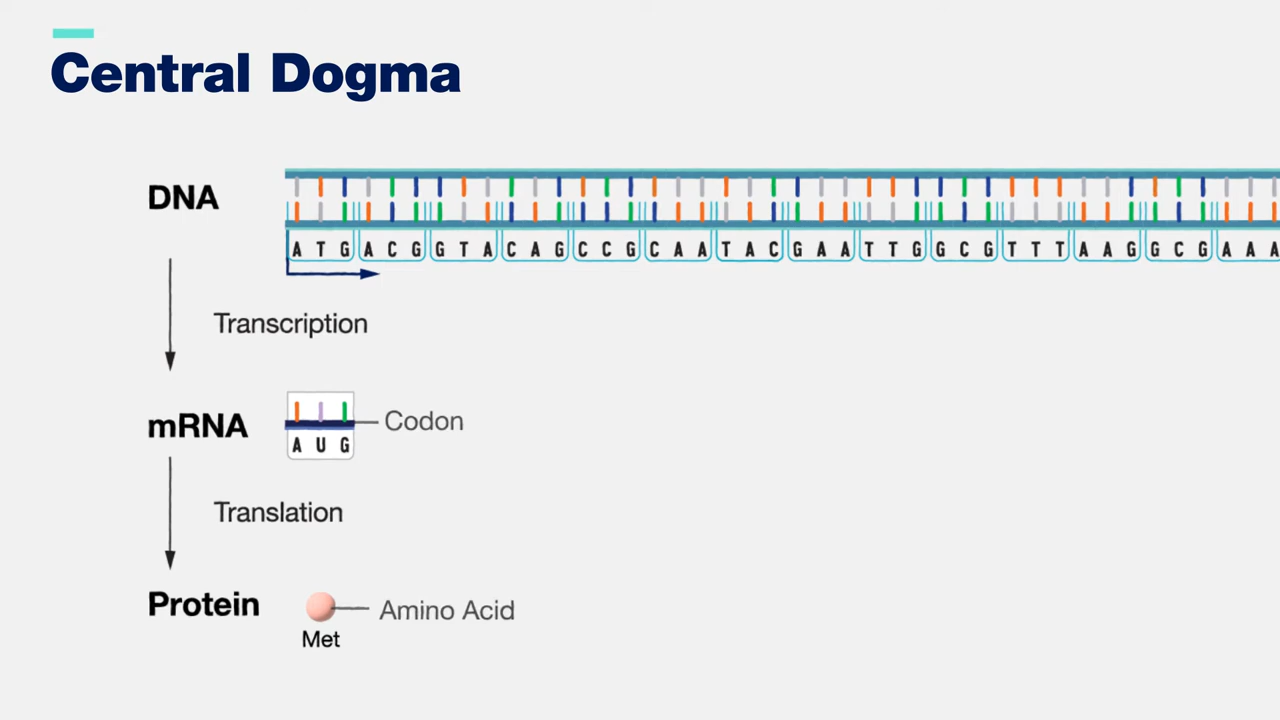 Central Dogma
DNA
A T G A C G G T A C A G C C G C A A T A C G A A T T G G C G T T T A A G G C G A A A
Transcription
mRNA
Codon
A U G
Translation
Protein
Amino Acid
Met